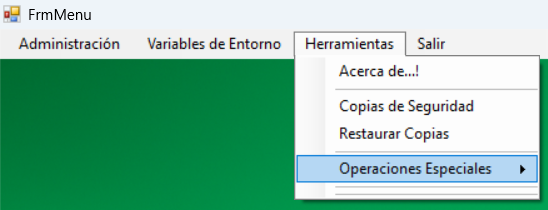 FrmMenu
Administración Variables de Entorno Herramientas Salir
Acerca de...!
Copias de Seguridad
Restaurar Copias
Operaciones Especiales